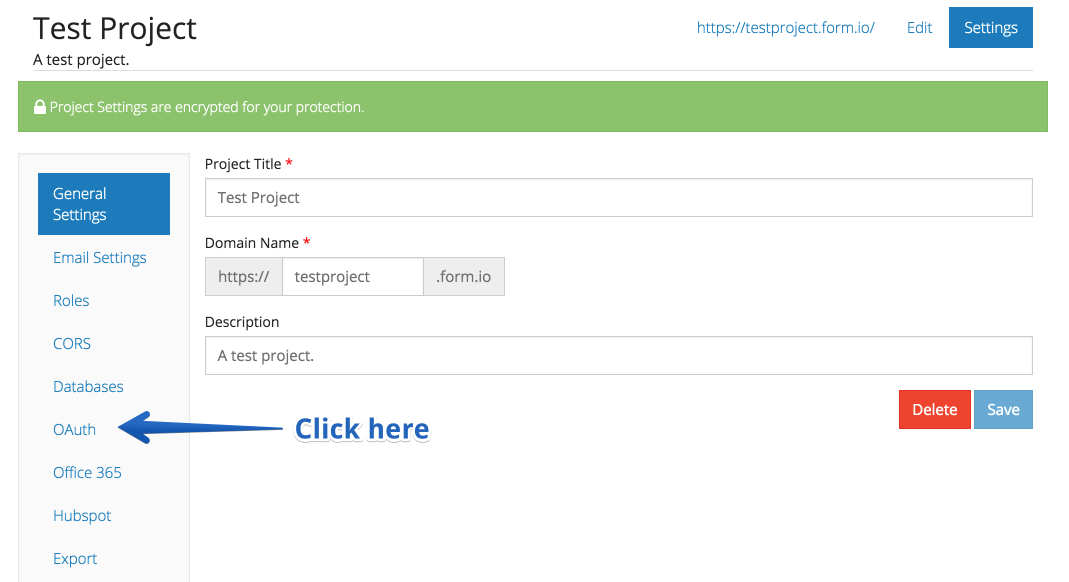 Test Project
https://testproject.form.io/ Edit Settings
A test project.
Project Settings are encrypted for your protection.
General
Settings
Email Settings
Roles
CORS
Databases
OAuth
Office 365
Hubspot
Export
Project Title *
Test Project
Domain Name *
https:// testproject .form.io
Description
A test project.
Delete Save
Click here